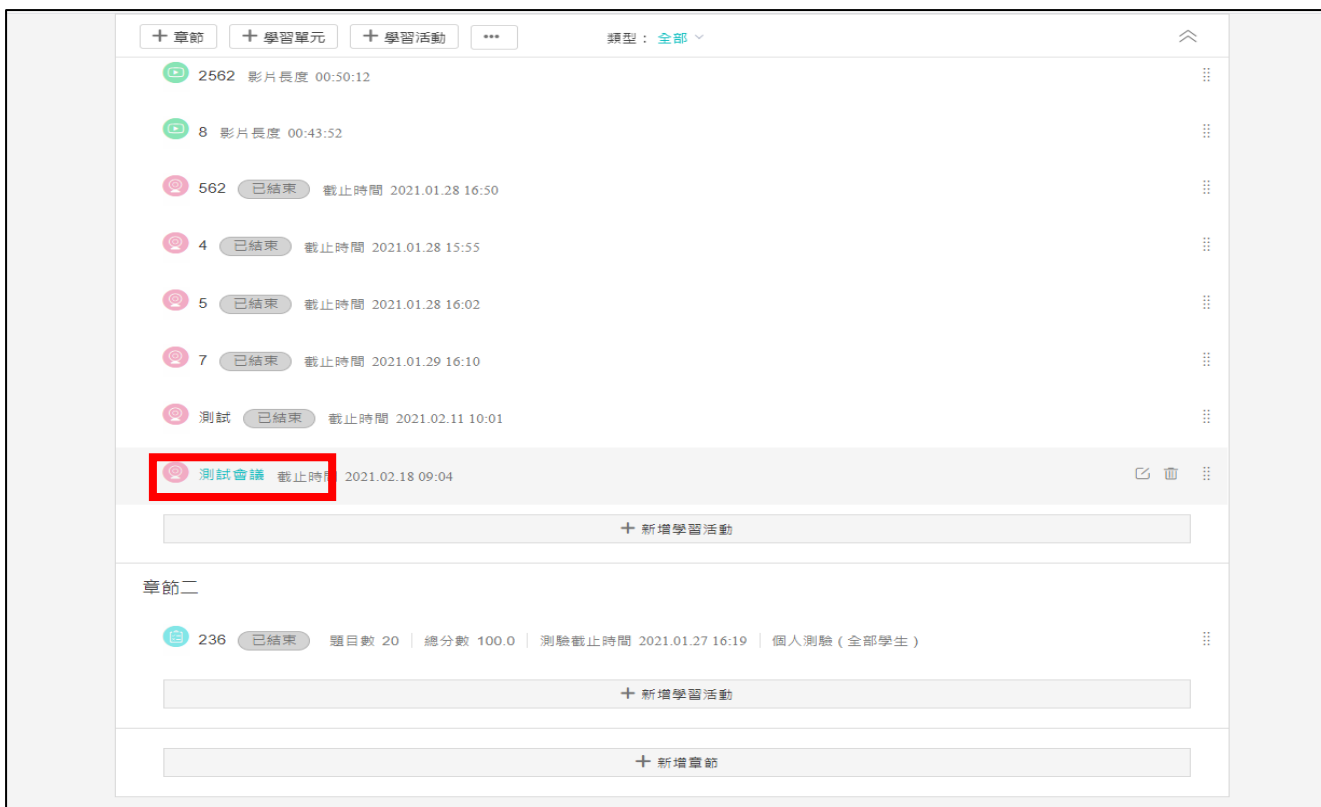 + 章節 + 學習單元 + 學習活動 ••• 類型： 全部
2562 影片長度 00:50:12
8 影片長度 00:43:52
562 已結束 截止時間 2021.01.28 16:50
4 已結束 截止時間 2021.01.28 15:55
5 已結束 截止時間 2021.01.28 16:02
7 已結束 截止時間 2021.01.29 16:10
測試 已結束 截止時間 2021.02.11 10:01
測試會議 截止時間 2021.02.18 09:04
+ 新增學習活動
章節二
236 已結束 題目數 20 | 總分數 100.0 | 測驗截止時間 2021.01.27 16:19 | 個人測驗 ( 全部學生 )
+ 新增學習活動
+ 新增章節